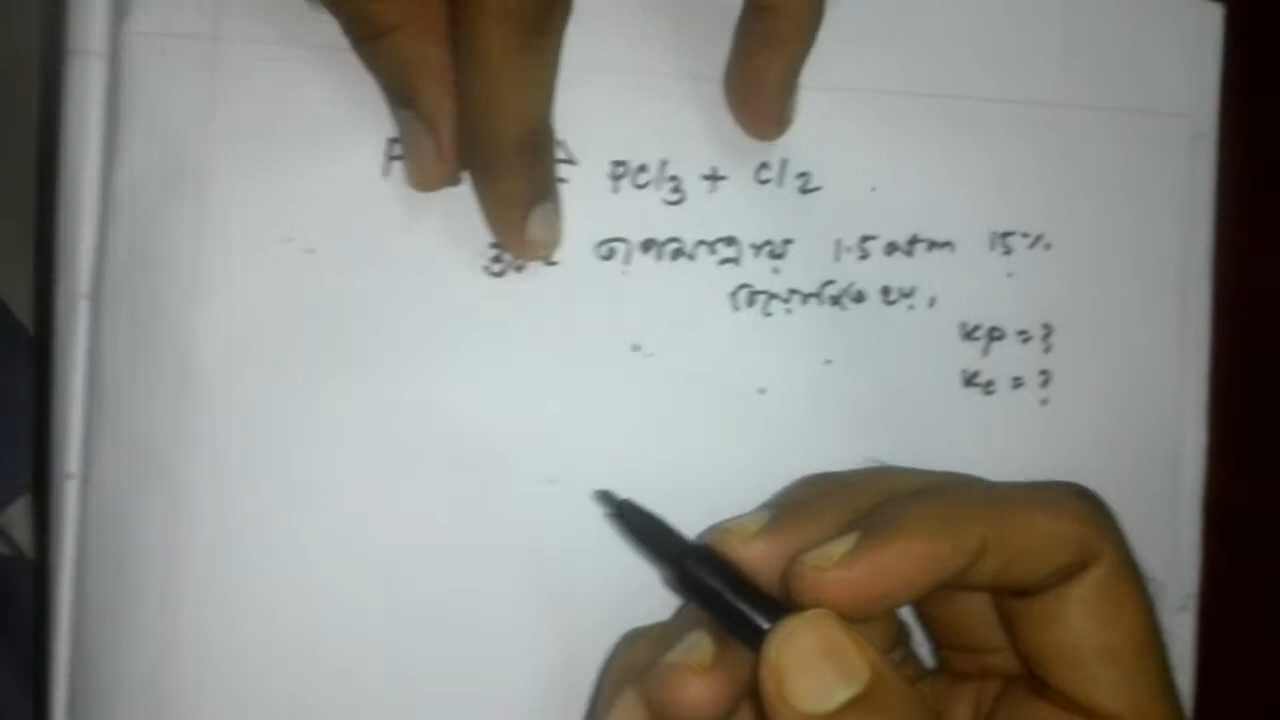 PCl3 + Cl2
তাপমাত্রায় 1.5 atm 15%
বিয়োজিত হয়,
Kp = ?
Kc = ?